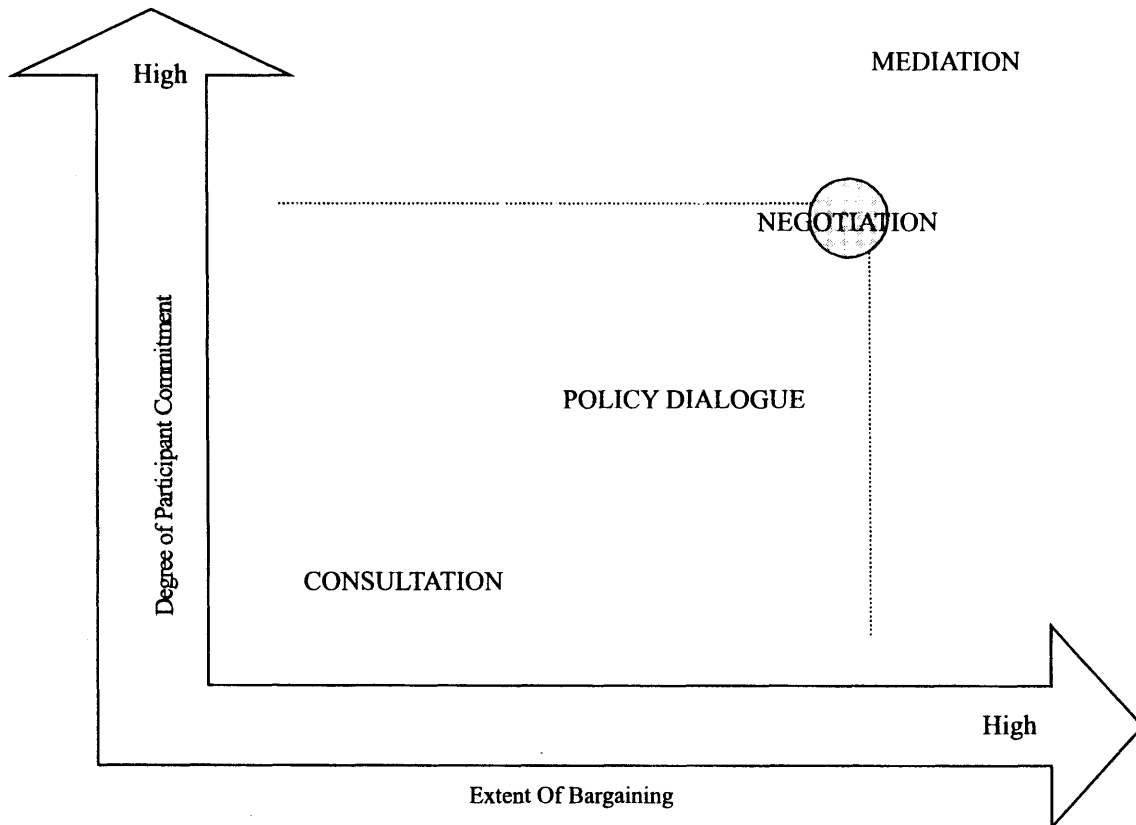 High
MEDIATION
NEGOTIATION
Degree of Participant Commitment
POLICY DIALOGUE
CONSULTATION
High
Extent Of Bargaining